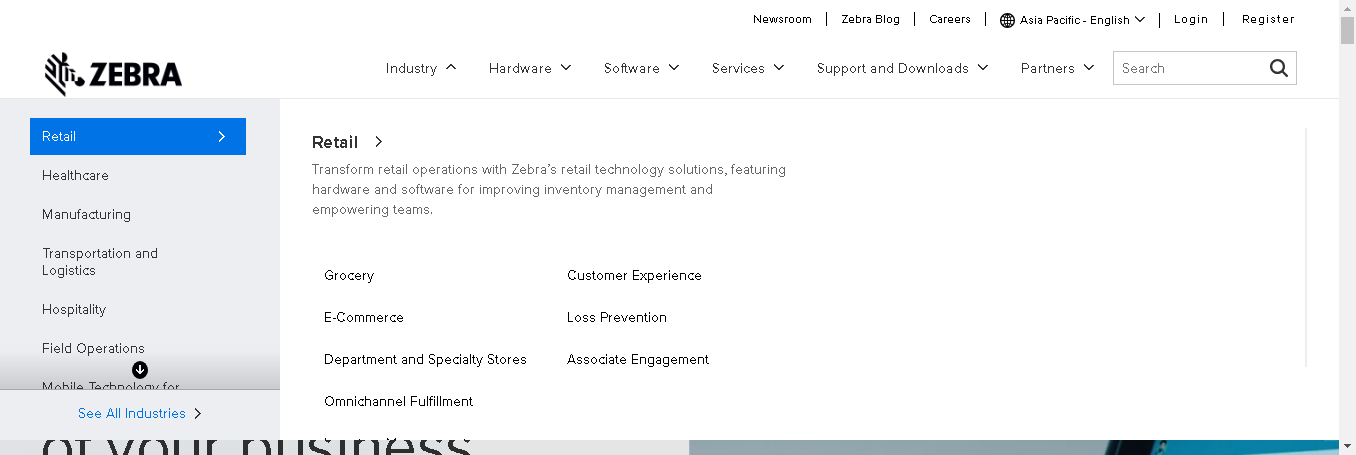 Newsroom
Zebra Blog
Careers
Asia Pacific - English
Login
Register
ZEBRA
Industry
Hardware
Software
Services
Support and Downloads
Partners
Search
Retail
Healthcare
Manufacturing
Transportation and
Logistics
Hospitality
Field Operations
Mobile Technology for
See All Industries
Retail
Transform retail operations with Zebra’s retail technology solutions, featuring
hardware and software for improving inventory management and
empowering teams.
Grocery
E-Commerce
Department and Specialty Stores
Omnichannel Fulfillment
Customer Experience
Loss Prevention
Associate Engagement
of your business